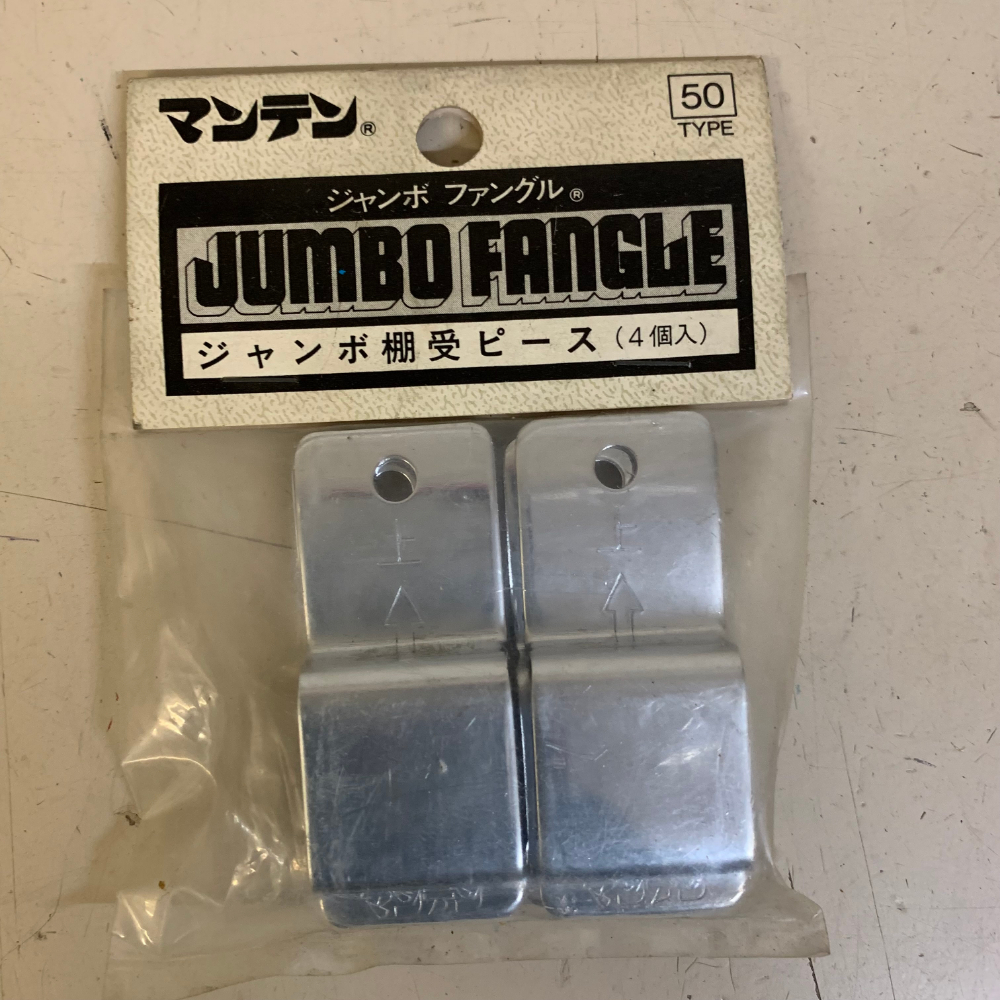 マンテン®
50
TYPE
ジャンボ ファングル®
JUMBO FANGLE
ジャンボ棚受ピース（4個入）
上
上